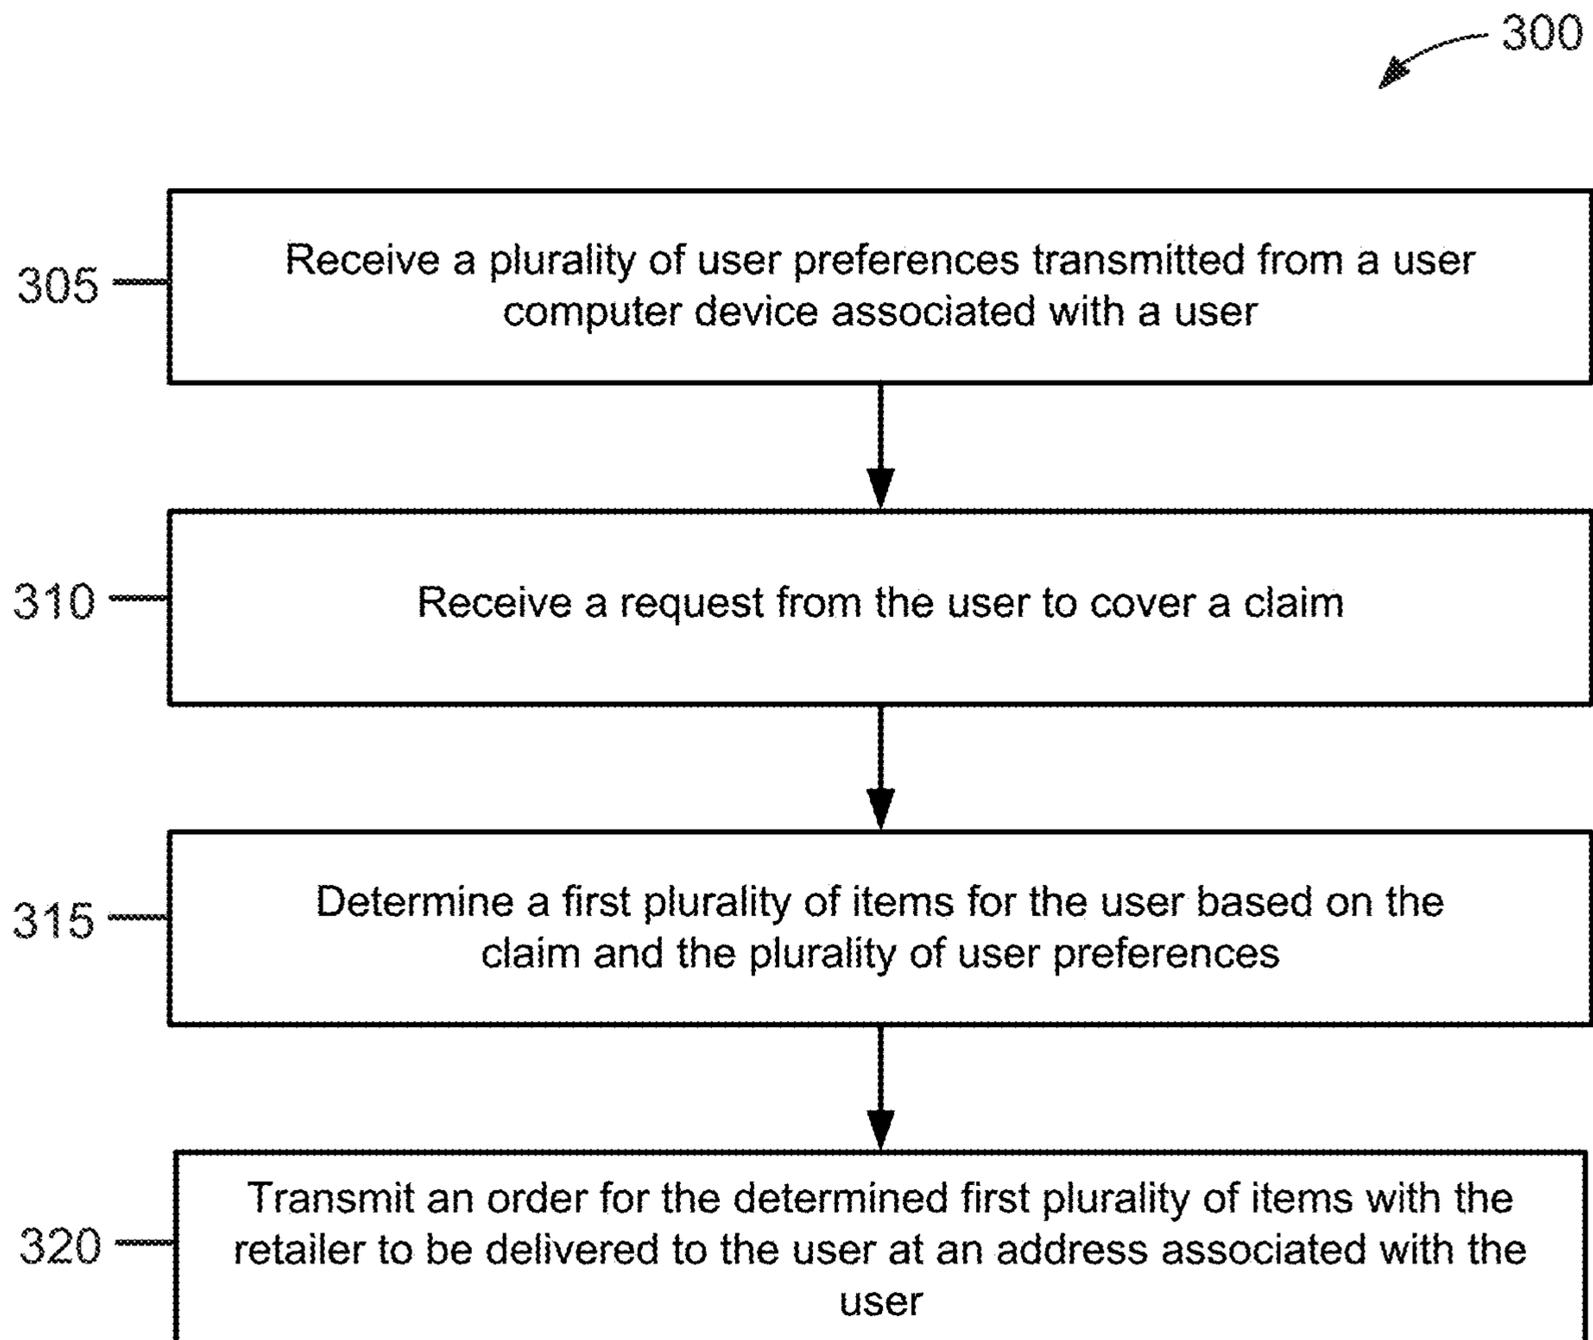 300
305
Receive a plurality of user preferences transmitted from a user
computer device associated with a user
310
Receive a request from the user to cover a claim
315
Determine a first plurality of items for the user based on the
claim and the plurality of user preferences
320
Transmit an order for the determined first plurality of items with the
retailer to be delivered to the user at an address associated with the
user